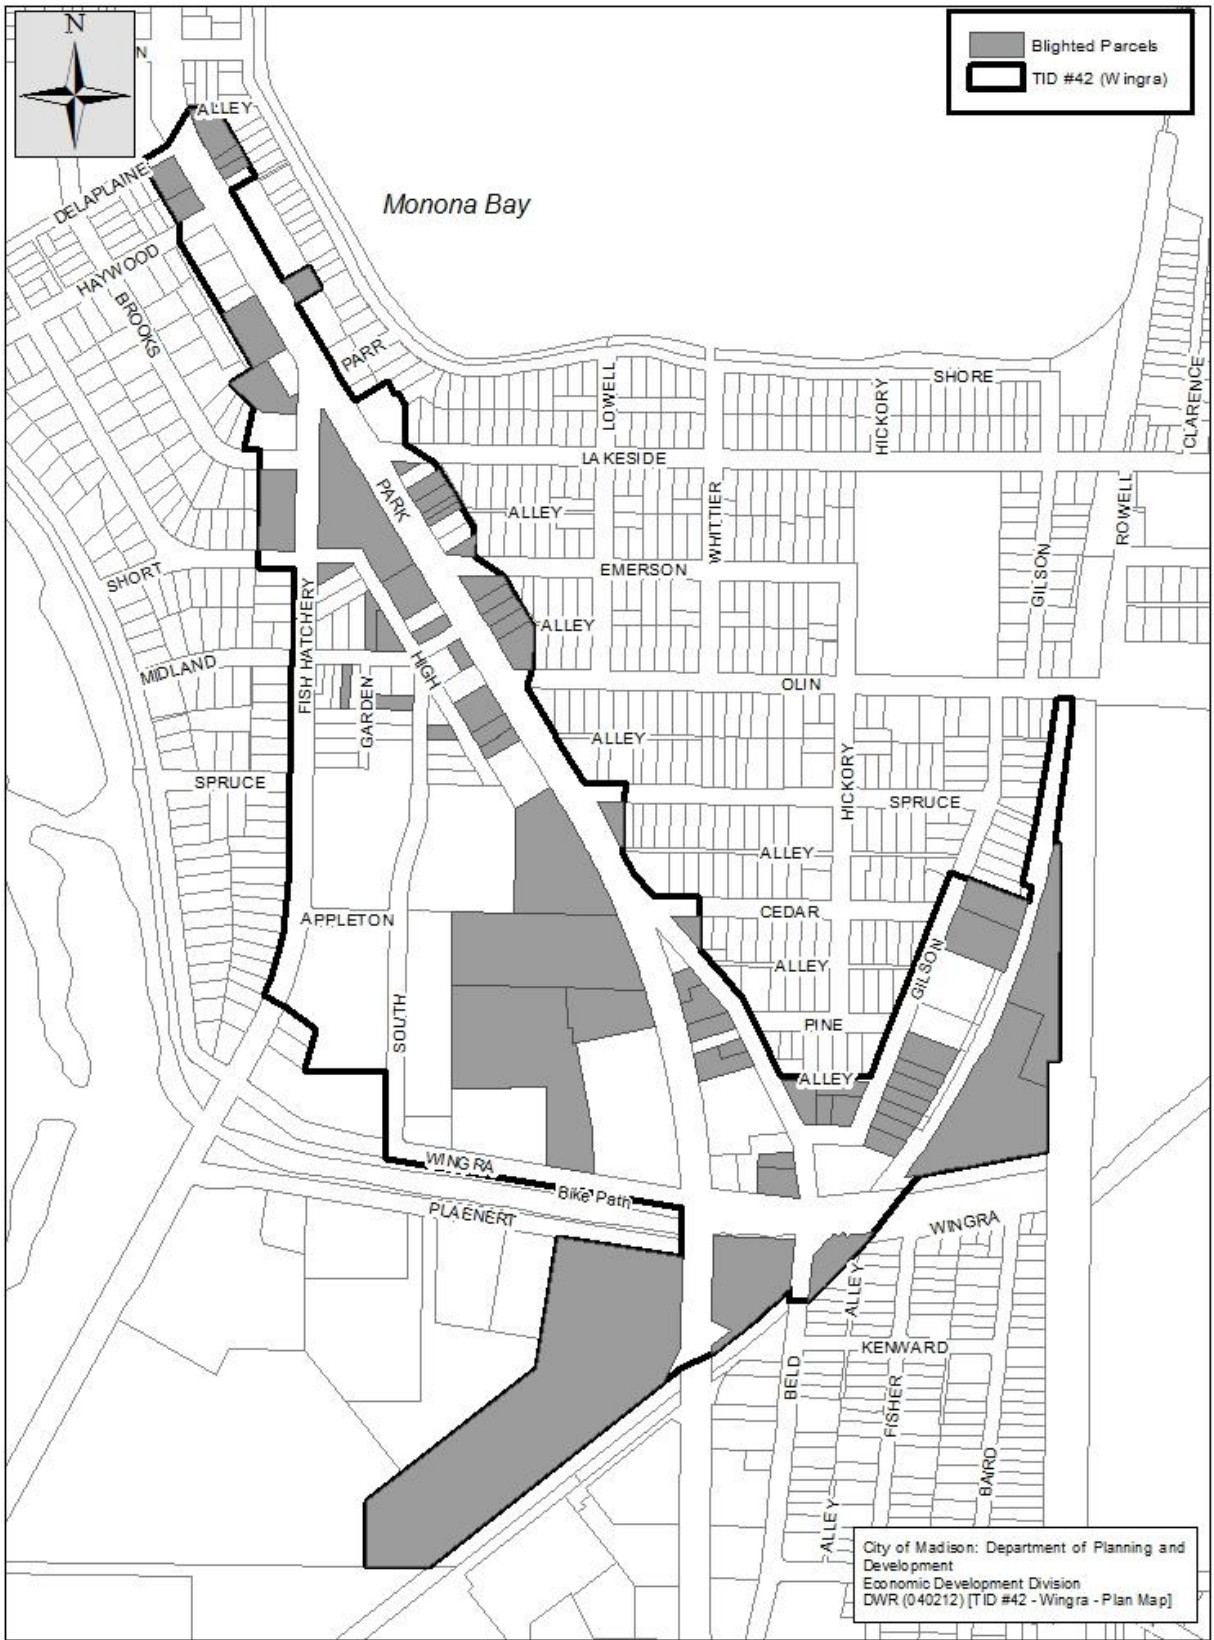 N
N
Blighted Parcels
TID #42 (Wingra)
ALLEY
DELAPLAINE
Monona Bay
HAYWOOD
BROOKS
PARR
SHORE
LOWELL
HICKORY
CLARENCE
LAKESIDE
PARK
ALLEY
WHITTIER
ROWELL
EMERSON
GILSON
SHORT
FISH HATCHERY
ALLEY
MIDLAND
HIGH
OLIN
GARDEN
ALLEY
SPRUCE
HICKORY
SPRUCE
ALLEY
APPLETON
CEDAR
ALLEY
GILSON
SOUTH
PINE
ALLEY
WINGRA
Bike Path
PLAENERT
WINGRA
ALLEY
KENWARD
BELD
FISHER
BAIRD
ALLEY
City of Madison: Department of Planning and
Development
Economic Development Division
DWR (040212) [TID #42 - Wingra - Plan Map]